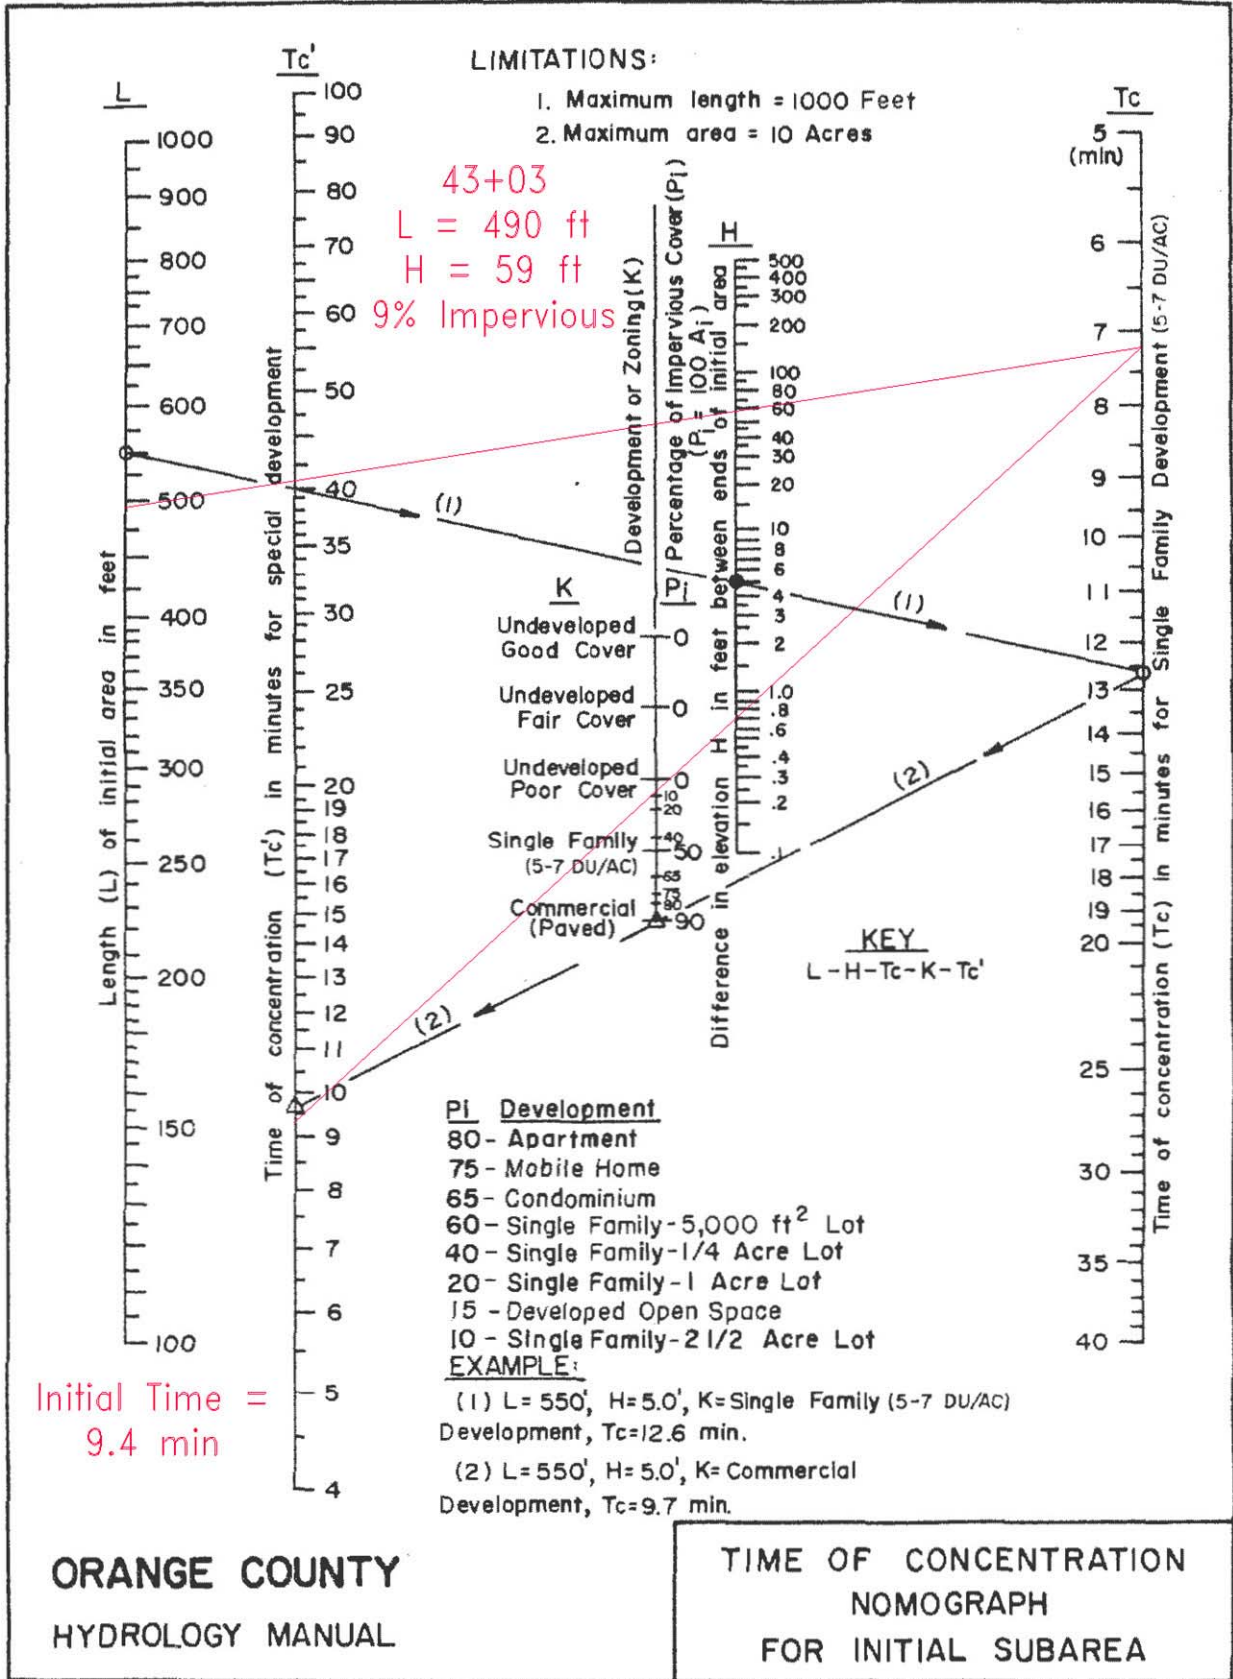 LIMITATIONS:
1. Maximum length = 1000 Feet
2. Maximum area = 10 Acres
43+03
L = 490 ft
H = 59 ft
9% Impervious
L
1000
900
800
700
600
500
400
350
300
250
200
150
100
Length (L) of initial area in feet
Tc'
100
90
80
70
60
50
40
35
30
25
20
19
18
17
16
15
14
13
12
11
10
9
8
7
6
5
4
Time of concentration (Tc') in minutes for special development
Development or Zoning (K)
Percentage of Impervious Cover (Pi)
(Pi = 100 Ai)
K
Pi
Undeveloped
Good Cover
0
Undeveloped
Fair Cover
0
Undeveloped
Poor Cover
0
10
20
40
Single Family
(5-7 DU/AC)
50
65
75
80
Commercial
(Paved)
90
H
500
400
300
200
100
80
60
40
30
20
10
8
6
4
3
2
1.0
.8
.6
.4
.3
.2
.1
Difference in elevation H in feet between ends of initial area
Tc
5
(min)
6
7
8
9
10
11
12
13
14
15
16
17
18
19
20
25
30
35
40
Time of concentration (Tc) in minutes for Single Family Development (5-7 DU/AC)
(1)
(1)
(2)
(2)
KEY
L-H-Tc-K-Tc'
Pi Development
80- Apartment
75- Mobile Home
65- Condominium
60- Single Family-5,000 ft² Lot
40- Single Family-1/4 Acre Lot
20- Single Family-1 Acre Lot
15 -Developed Open Space
10 - Single Family-2 1/2 Acre Lot
EXAMPLE:
(1) L=550', H=5.0', K=Single Family (5-7 DU/AC)
Development, Tc=12.6 min.
(2) L=550', H=5.0', K=Commercial
Development, Tc=9.7 min.
Initial Time =
9.4 min
ORANGE COUNTY
HYDROLOGY MANUAL
TIME OF CONCENTRATION
NOMOGRAPH
FOR INITIAL SUBAREA